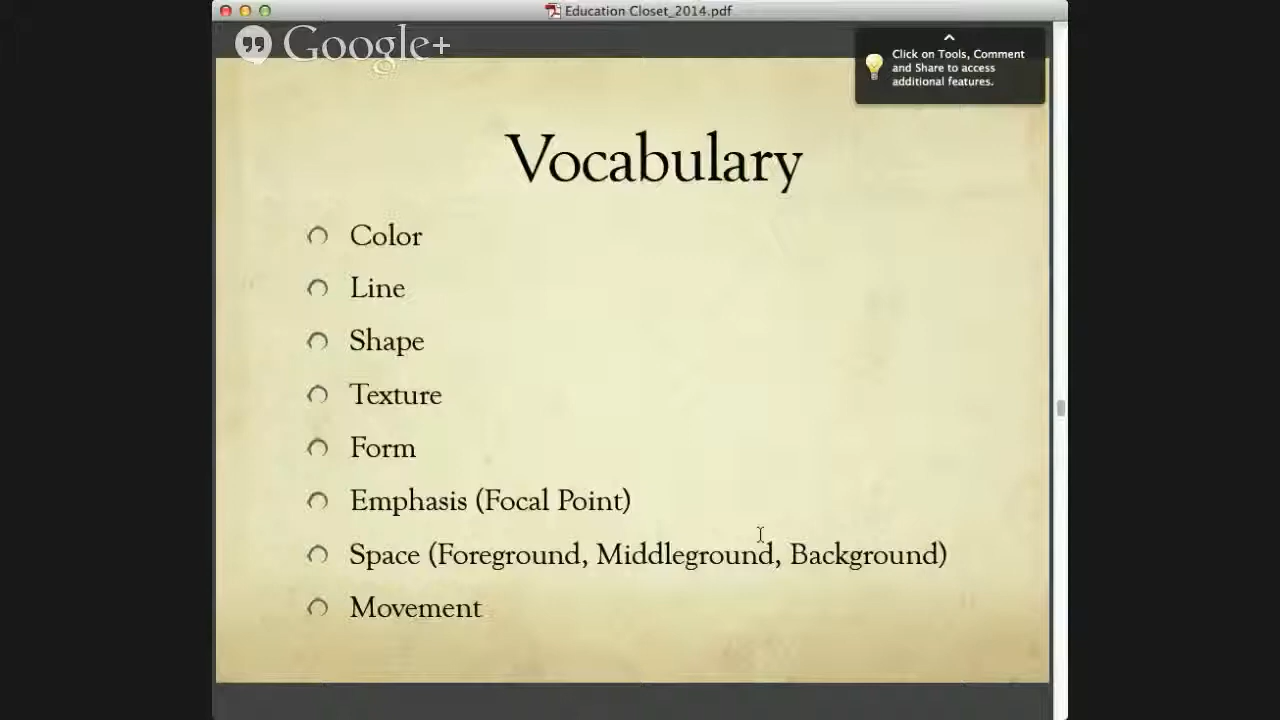 Education Closet_2014.pdf
Google+
Click on Tools, Comment
and Share to access
additional features.
Vocabulary
Color
Line
Shape
Texture
Form
Emphasis (Focal Point)
Space (Foreground, Middleground, Background)
Movement